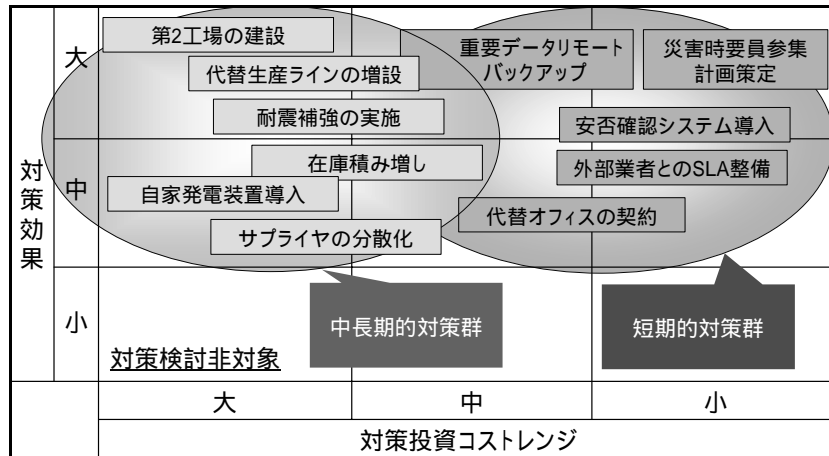 第2工場の建設
重要データリモート
バックアップ
災害時要員参集
計画策定
大
代替生産ラインの増設
耐震補強の実施
安否確認システム導入
対策効果
中
在庫積み増し
外部業者とのSLA整備
自家発電装置導入
代替オフィスの契約
サプライヤの分散化
小
中長期的対策群
短期的対策群
対策検討非対象
大
中
小
対策投資コストレンジ